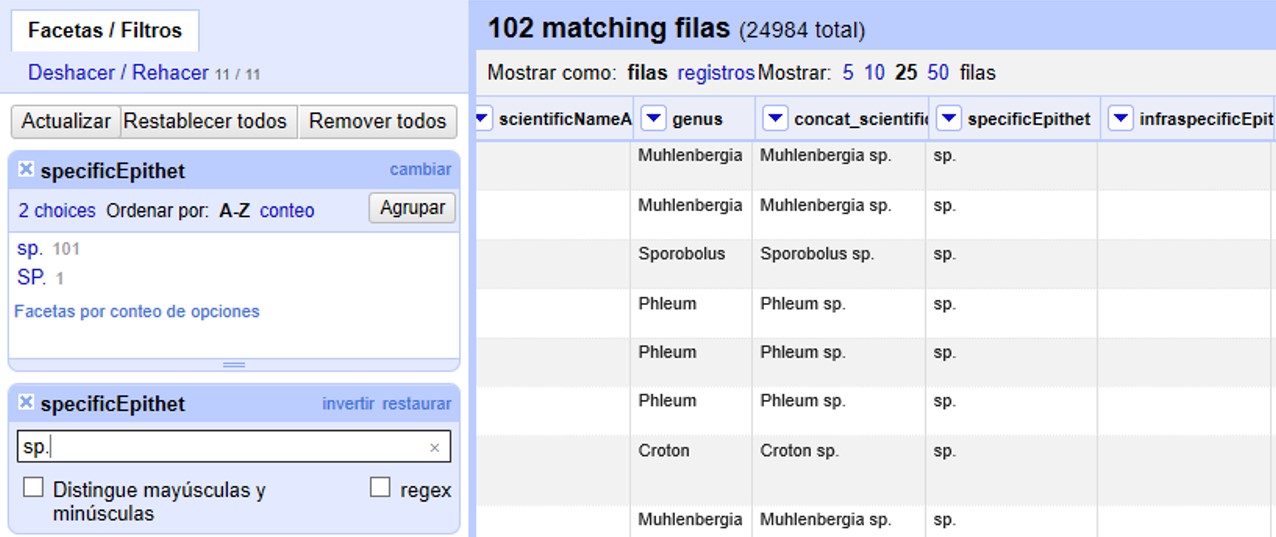 Facetas / Filtros
Deshacer / Rehacer 11 / 11
Actualizar Restablecer todos Remover todos
specificEpithet cambiar
2 choices Ordenar por: A-Z conteo Agrupar
sp. 101
SP. 1
Facetas por conteo de opciones
specificEpithet invertir restaurar
sp.
Distingue mayúsculas y minúsculas
regex
102 matching filas (24984 total)
Mostrar como: filas registros Mostrar: 5 10 25 50 filas
scientificNameA genus concat_scientific specificEpithet infraspecificEpit
Muhlenbergia Muhlenbergia sp. sp.
Muhlenbergia Muhlenbergia sp. sp.
Sporobolus Sporobolus sp. sp.
Phleum Phleum sp. sp.
Phleum Phleum sp. sp.
Phleum Phleum sp. sp.
Croton Croton sp. sp.
Muhlenbergia Muhlenbergia sp. sp.